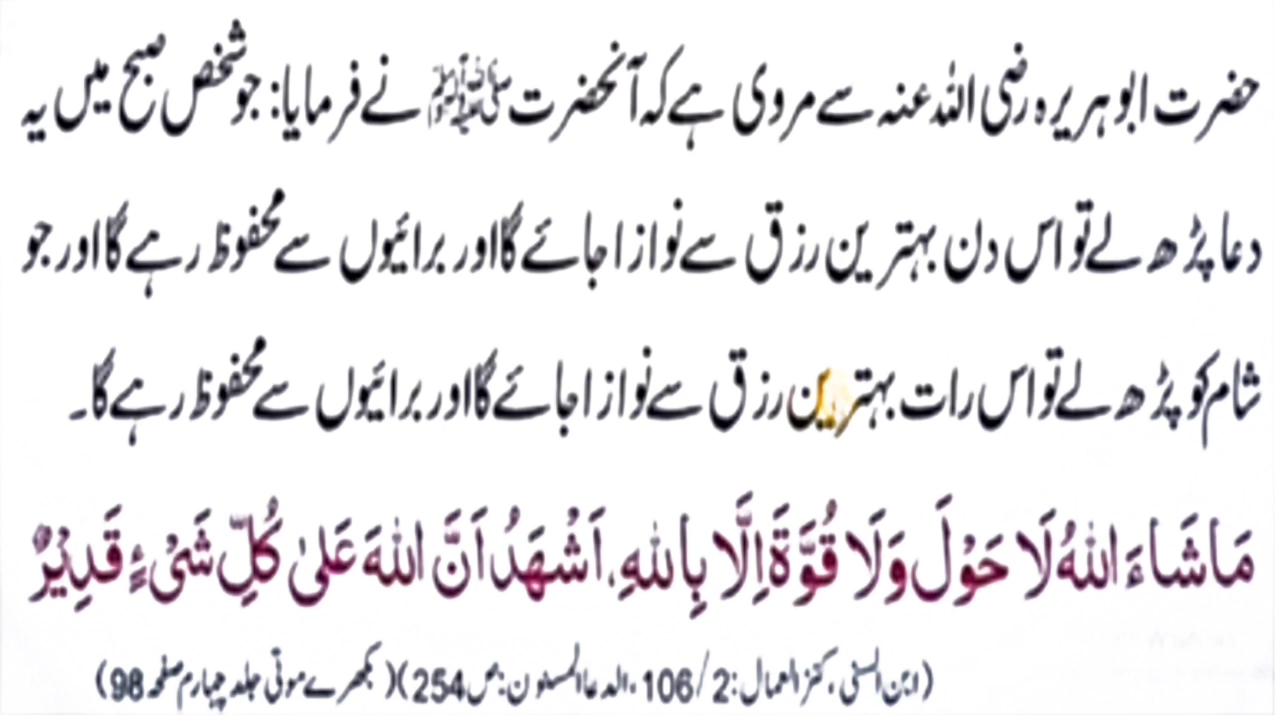 حضرت ابو ہریرہ رضی اللہ عنہ سے مروی ہے کہ آنحضرت ﷺ نے فرمایا: جو شخص صبح میں یہ
دعا پڑھ لے تو اس دن بہترین رزق سے نوازا جائے گا اور برائیوں سے محفوظ رہے گا اور جو
شام کو پڑھ لے تو اس رات بہترین رزق سے نوازا جائے گا اور برائیوں سے محفوظ رہے گا۔
مَا شَاءَ اللهُ لَا حَوْلَ وَلَا قُوَّةَ اِلَّا بِاللهِ، اَشْهَدُ اَنَّ اللهَ عَلىٰ كُلِّ شَىْءٍ قَدِيْرٌ
(ابن السنی، کنز العمال: 2/106، الدعا المسنون: ص 254)(بکھرے موتی جلد چہارم صفحہ 98)